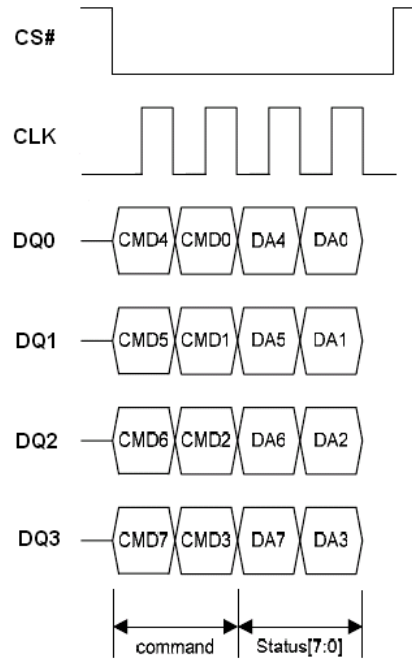 CS#
CLK
DQ0 CMD4 CMD0 DA4 DA0
DQ1 CMD5 CMD1 DA5 DA1
DQ2 CMD6 CMD2 DA6 DA2
DQ3 CMD7 CMD3 DA7 DA3
command Status[7:0]